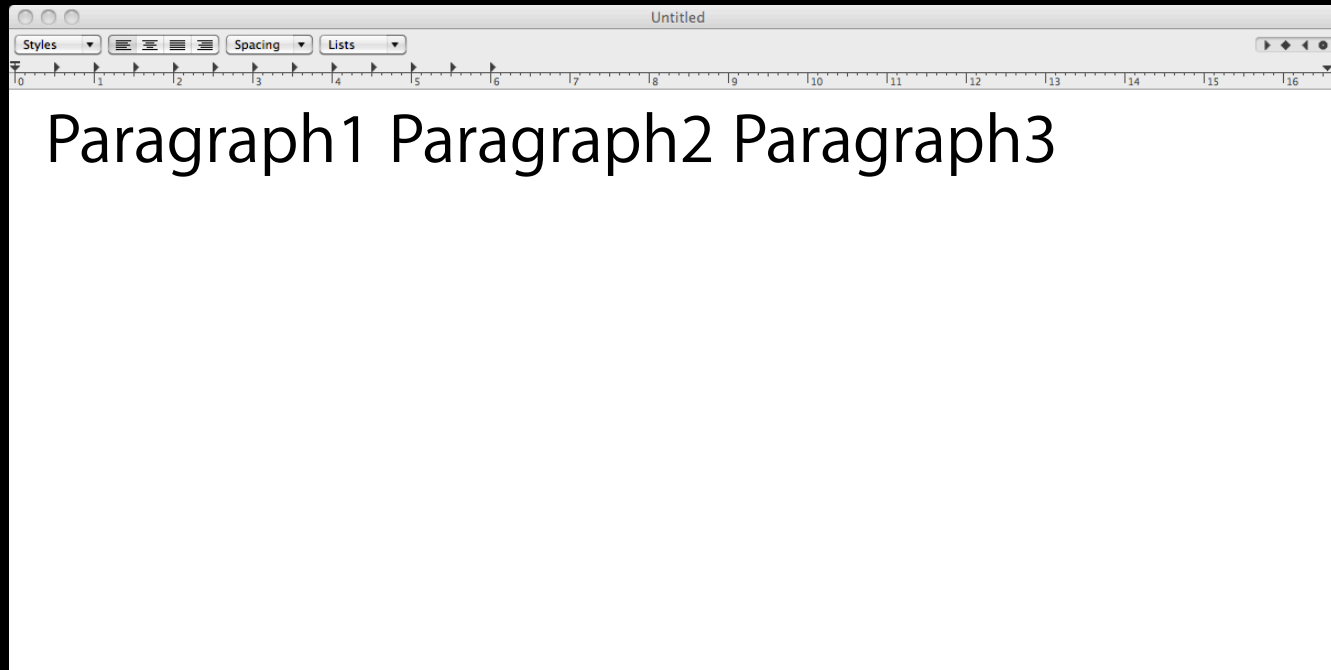 Untitled
Styles Spacing Lists
0 1 2 3 4 5 6 7 8 9 10 11 12 13 14 15 16
Paragraph1 Paragraph2 Paragraph3